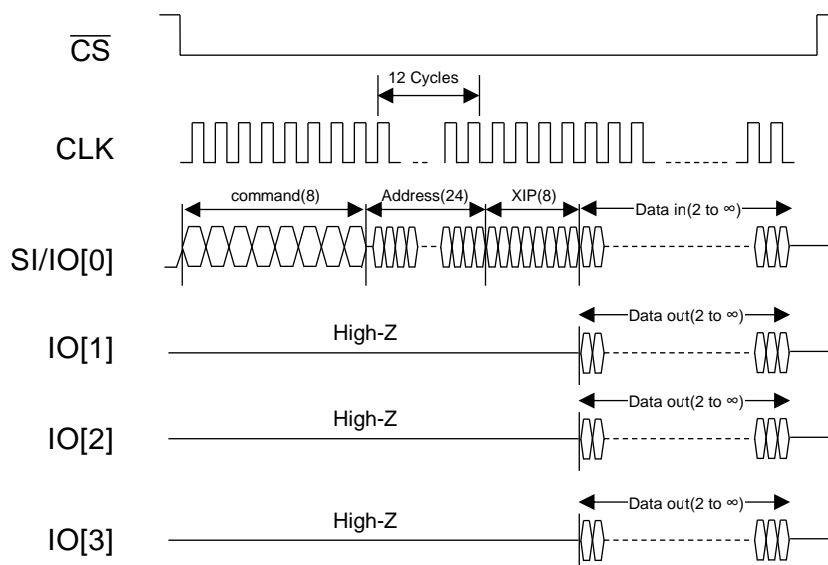 CS
12 Cycles
CLK
command(8) Address(24) XIP(8) Data in(2 to ∞)
SI/IO[0]
Data out(2 to ∞)
High-Z
IO[1]
Data out(2 to ∞)
High-Z
IO[2]
Data out(2 to ∞)
High-Z
IO[3]